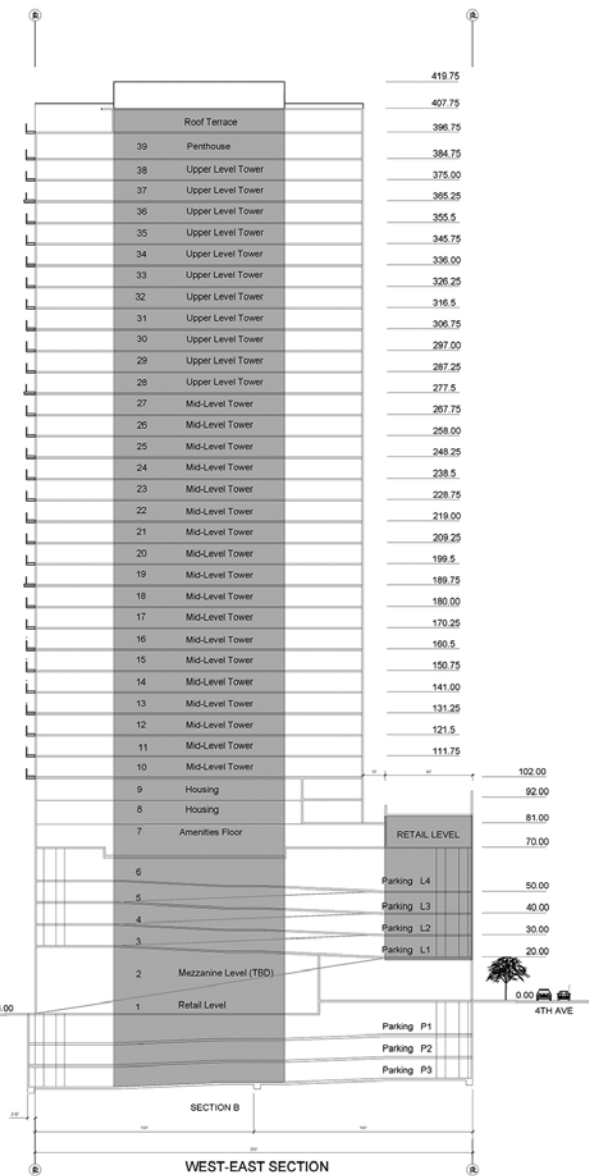 419.75
407.75
Roof Terrace
396.75
39 Penthouse
384.75
38 Upper Level Tower
375.00
37 Upper Level Tower
365.25
36 Upper Level Tower
355.5
35 Upper Level Tower
345.75
34 Upper Level Tower
336.00
33 Upper Level Tower
326.25
32 Upper Level Tower
316.5
31 Upper Level Tower
306.75
30 Upper Level Tower
297.00
29 Upper Level Tower
287.25
28 Upper Level Tower
277.5
27 Mid-Level Tower
267.75
26 Mid-Level Tower
258.00
25 Mid-Level Tower
248.25
24 Mid-Level Tower
238.5
23 Mid-Level Tower
228.75
22 Mid-Level Tower
219.00
21 Mid-Level Tower
209.25
20 Mid-Level Tower
199.5
19 Mid-Level Tower
189.75
18 Mid-Level Tower
180.00
17 Mid-Level Tower
170.25
16 Mid-Level Tower
160.5
15 Mid-Level Tower
150.75
14 Mid-Level Tower
141.00
13 Mid-Level Tower
131.25
12 Mid-Level Tower
121.5
11 Mid-Level Tower
111.75
10 Mid-Level Tower
102.00
9 Housing
92.00
8 Housing
81.00
7 Amenities Floor
RETAIL LEVEL
70.00
6
Parking L4
50.00
5
Parking L3
40.00
4
Parking L2
30.00
3
Parking L1
20.00
2 Mezzanine Level (TBD)
0.00
1 Retail Level
4TH AVE
Parking P1
Parking P2
Parking P3
SECTION B
WEST-EAST SECTION